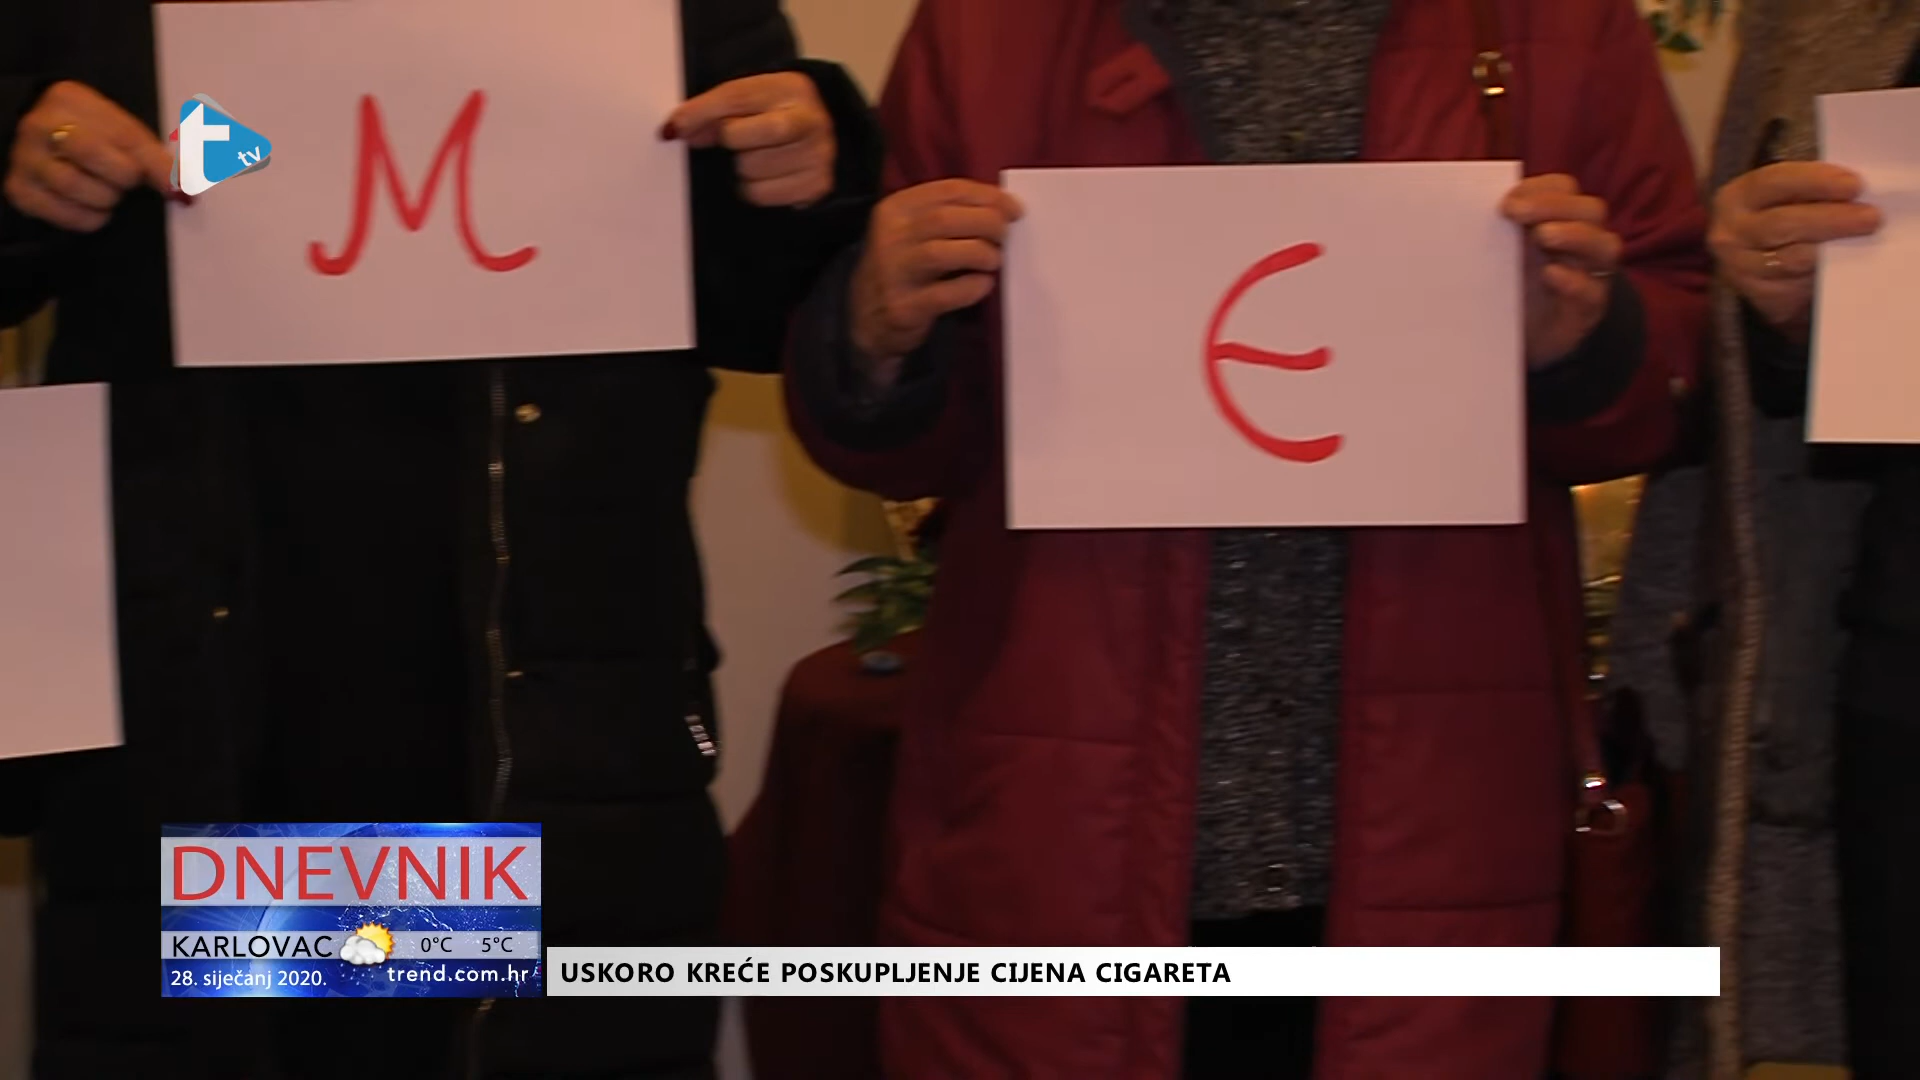 t tv
M
E
DNEVNIK
KARLOVAC 0°C 5°C
28. siječanj 2020. trend.com.hr
USKORO KREĆE POSKUPLJENJE CIJENA CIGARETA